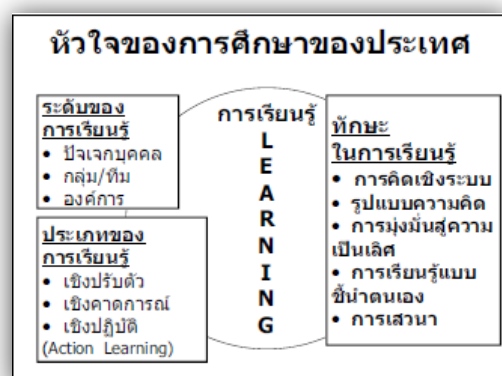 หัวใจของการศึกษาของประเทศ
ระดับของ
การเรียนรู้
• ปัจเจกบุคคล
• กลุ่ม/ทีม
• องค์การ
ประเภทของ
การเรียนรู้
• เชิงปรับตัว
• เชิงคาดการณ์
• เชิงปฏิบัติ
(Action Learning)
การเรียนรู้
L
E
A
R
N
I
N
G
ทักษะ
ในการเรียนรู้
• การคิดเชิงระบบ
• รูปแบบความคิด
• การมุ่งมั่นสู่ความ
เป็นเลิศ
• การเรียนรู้แบบ
ชี้นำตนเอง
• การเสวนา